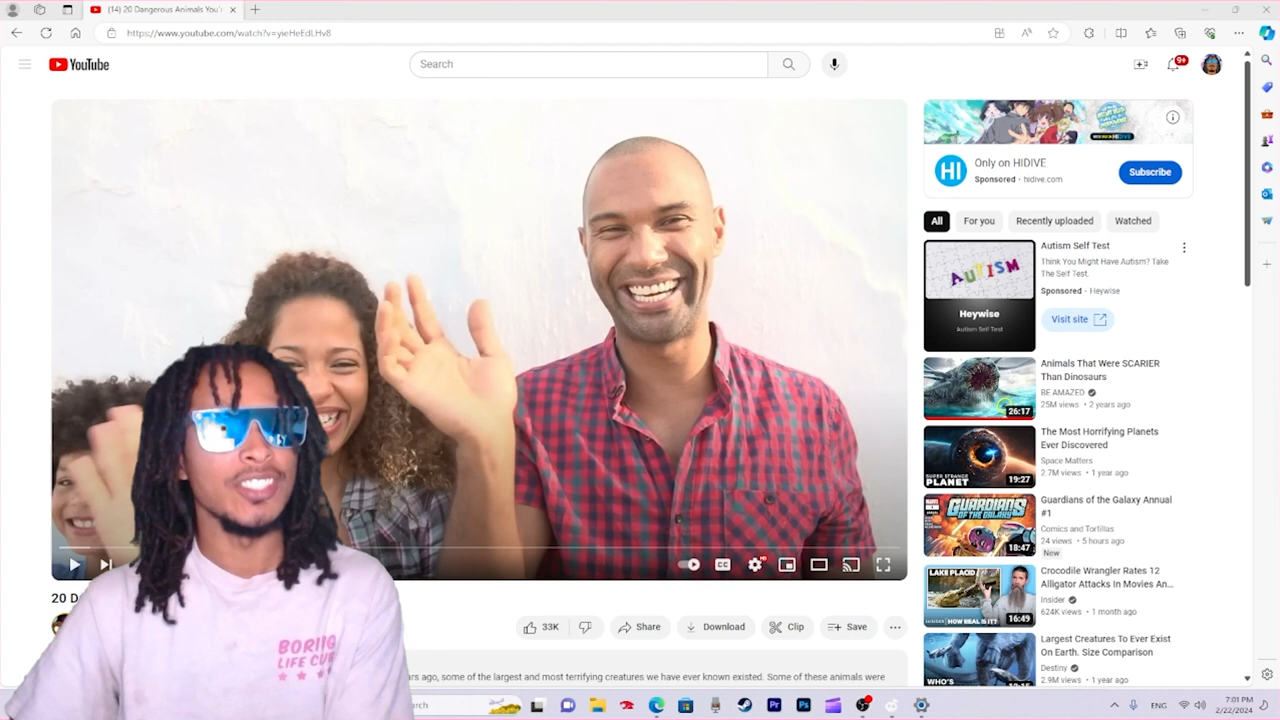 (14) 20 Dangerous Animals You'r
https://www.youtube.com/watch?v=yieHeEdLHv8
YouTube
Search
9+
Only on HIDIVE
Sponsored · hidive.com
Subscribe
All
For you
Recently uploaded
Watched
AUTISM
Heywise
Autism Self Test
Autism Self Test
Think You Might Have Autism? Take
The Self Test.
Sponsored · Heywise
Visit site
26:17
Animals That Were SCARIER
Than Dinosaurs
BE AMAZED
25M views • 2 years ago
SUPER STRANGE
PLANET
19:27
The Most Horrifying Planets
Ever Discovered
Space Matters
2.7M views • 1 year ago
GUARDIANS
OF THE GALAXY
18:47
Guardians of the Galaxy Annual
#1
Comics and Tortillas
24 views • 5 hours ago
New
LAKE PLACID
HOW REAL IS IT?
16:49
Crocodile Wrangler Rates 12
Alligator Attacks In Movies An...
Insider
624K views • 1 month ago
WHO'S
Largest Creatures To Ever Exist
On Earth. Size Comparison
Destiny
2.9M views • 1 year ago
CC
HD
20 D
33K
Share
Download
Clip
Save
BORING
LIFE CU
rs ago, some of the largest and most terrifying creatures we have ever known existed. Some of these animals were
arch
ENG
7:01 PM
2/22/2024